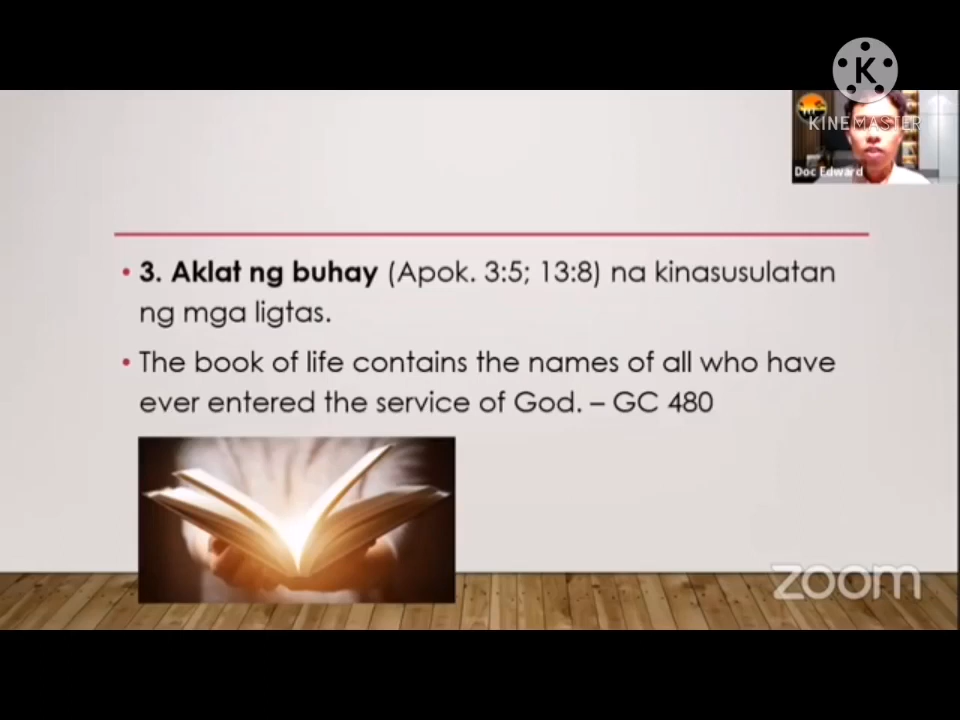 K
KINEMASTER
Doc Edward
• 3. Aklat ng buhay (Apok. 3:5; 13:8) na kinasusulatan
ng mga ligtas.
• The book of life contains the names of all who have
ever entered the service of God. – GC 480
zoom